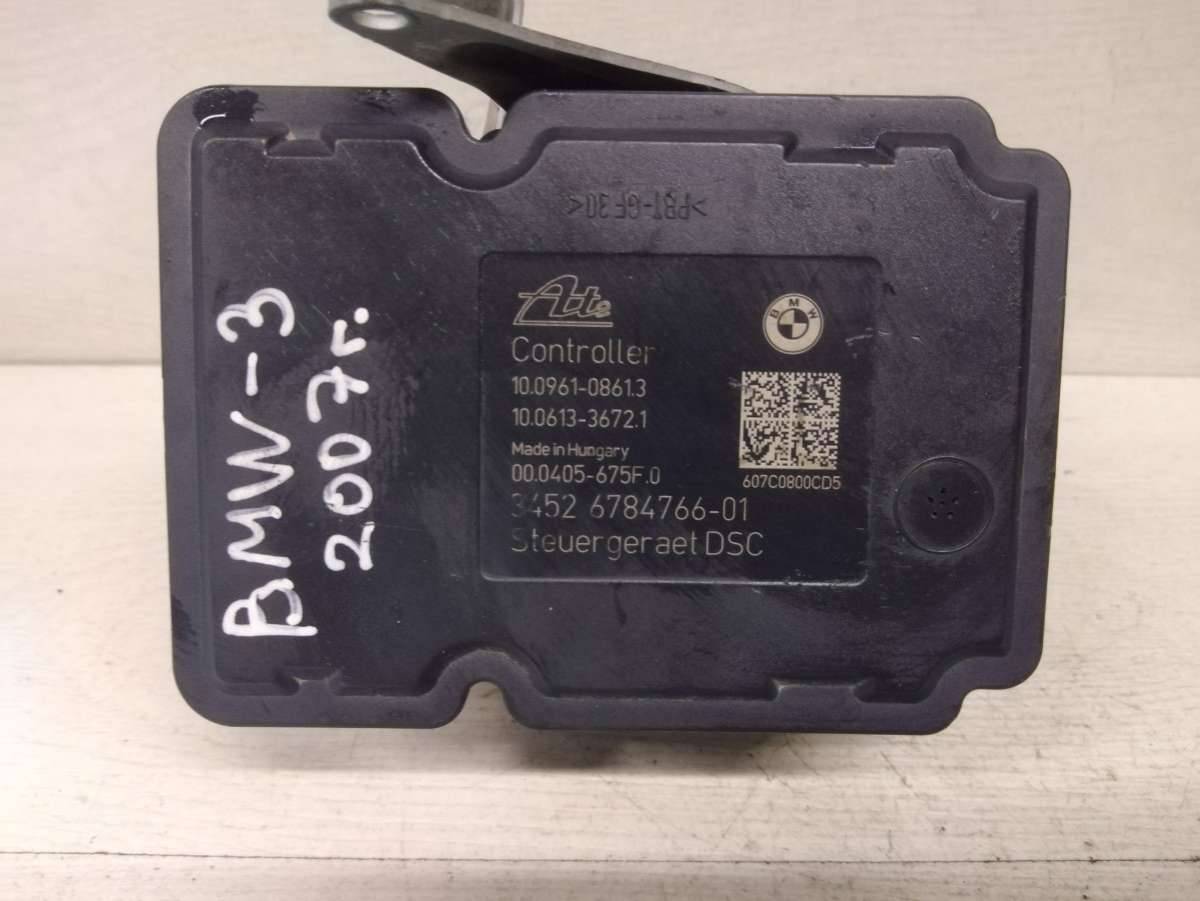 >PBT-GF30<
Ate
BMW
Controller
10.0961-0861.3
10.0613-3672.1
Made in Hungary
00.0405-675F.0
607C0800CD5
3452 6784766-01
Steuergeraet DSC
BMW-3
2007г.